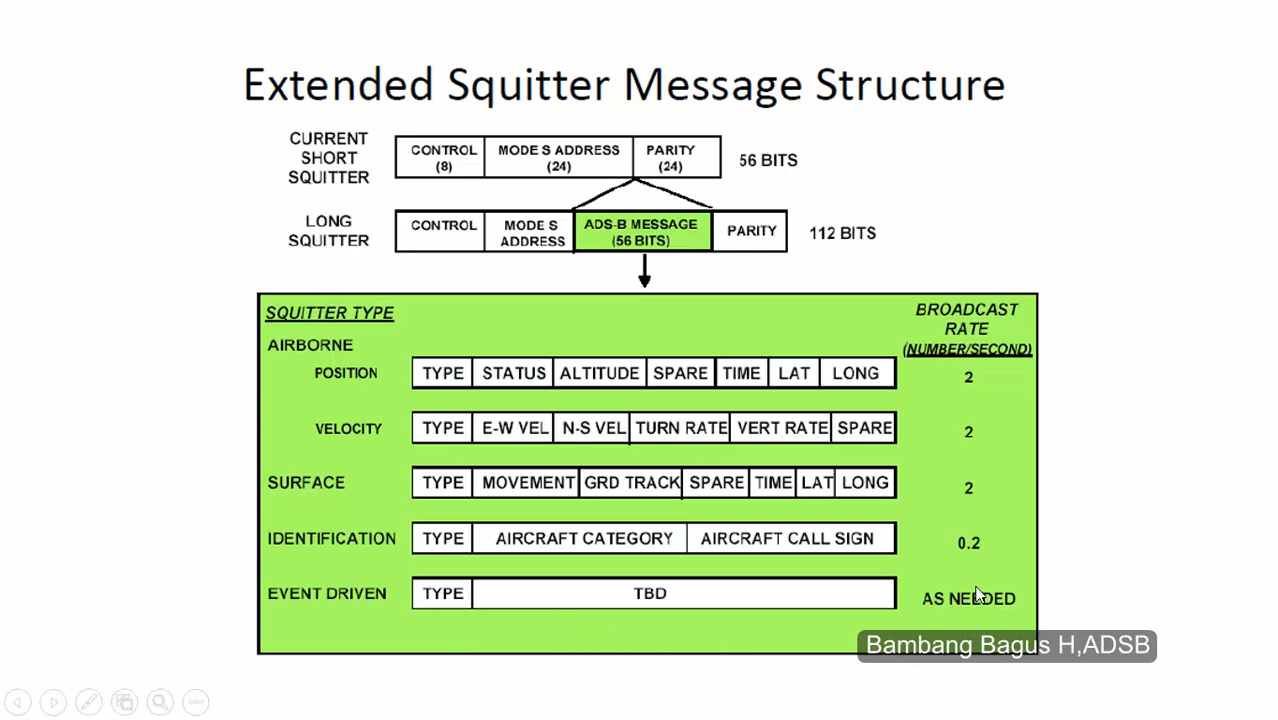 Extended Squitter Message Structure
CURRENT
SHORT
SQUITTER
CONTROL
(8)
MODE S ADDRESS
(24)
PARITY
(24)
56 BITS
LONG
SQUITTER
CONTROL
MODE S
ADDRESS
ADS-B MESSAGE
(56 BITS)
PARITY
112 BITS
SQUITTER TYPE
BROADCAST
RATE
(NUMBER/SECOND)
AIRBORNE
POSITION TYPE STATUS ALTITUDE SPARE TIME LAT LONG 2
VELOCITY TYPE E-W VEL N-S VEL TURN RATE VERT RATE SPARE 2
SURFACE TYPE MOVEMENT GRD TRACK SPARE TIME LAT LONG 2
IDENTIFICATION TYPE AIRCRAFT CATEGORY AIRCRAFT CALL SIGN 0.2
EVENT DRIVEN TYPE TBD AS NEEDED
Bambang Bagus H,ADSB